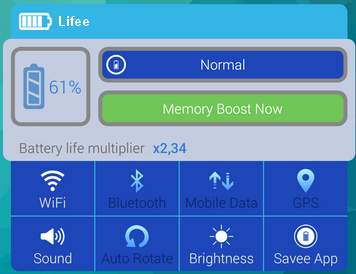 Lifee
61%
Normal
Memory Boost Now
Battery life multiplier x2,34
WiFi Bluetooth Mobile Data GPS
Sound Auto Rotate Brightness Savee App